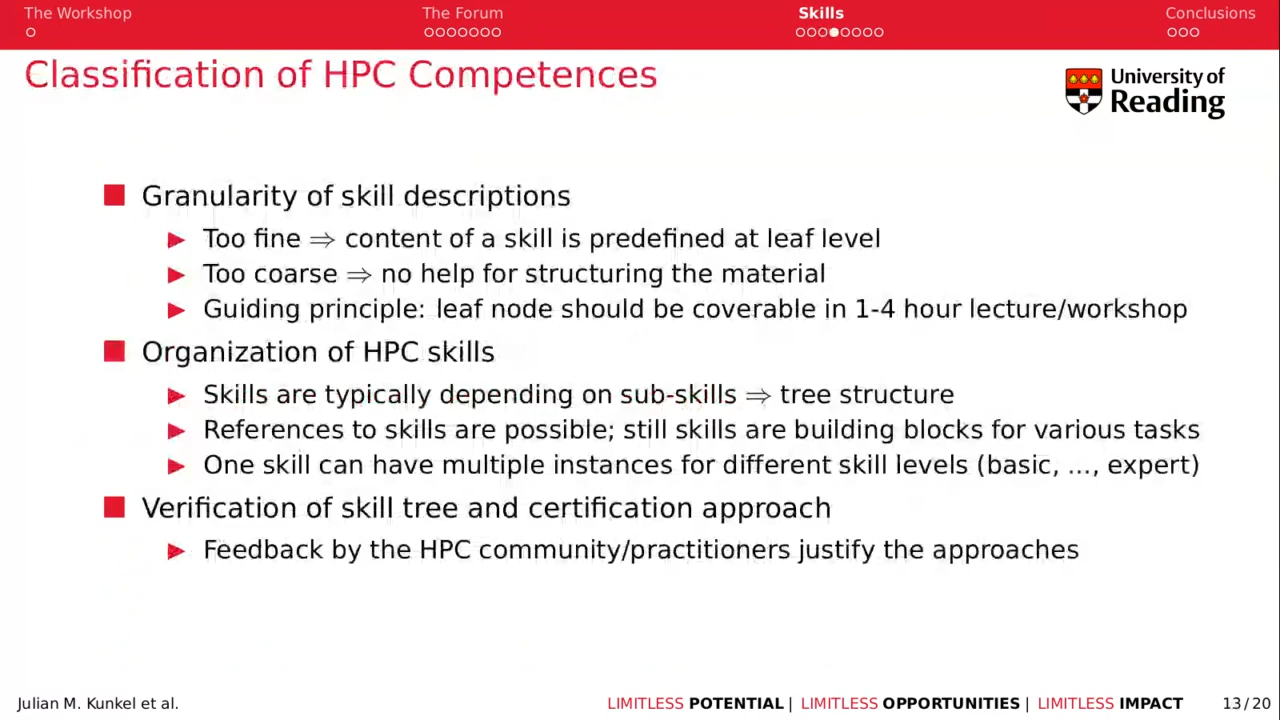 The Workshop
The Forum
Skills
Conclusions
Classification of HPC Competences
University of
Reading
Granularity of skill descriptions
Too fine ⇒ content of a skill is predefined at leaf level
Too coarse ⇒ no help for structuring the material
Guiding principle: leaf node should be coverable in 1-4 hour lecture/workshop
Organization of HPC skills
Skills are typically depending on sub-skills ⇒ tree structure
References to skills are possible; still skills are building blocks for various tasks
One skill can have multiple instances for different skill levels (basic, ..., expert)
Verification of skill tree and certification approach
Feedback by the HPC community/practitioners justify the approaches
Julian M. Kunkel et al.
LIMITLESS POTENTIAL | LIMITLESS OPPORTUNITIES | LIMITLESS IMPACT
13/20